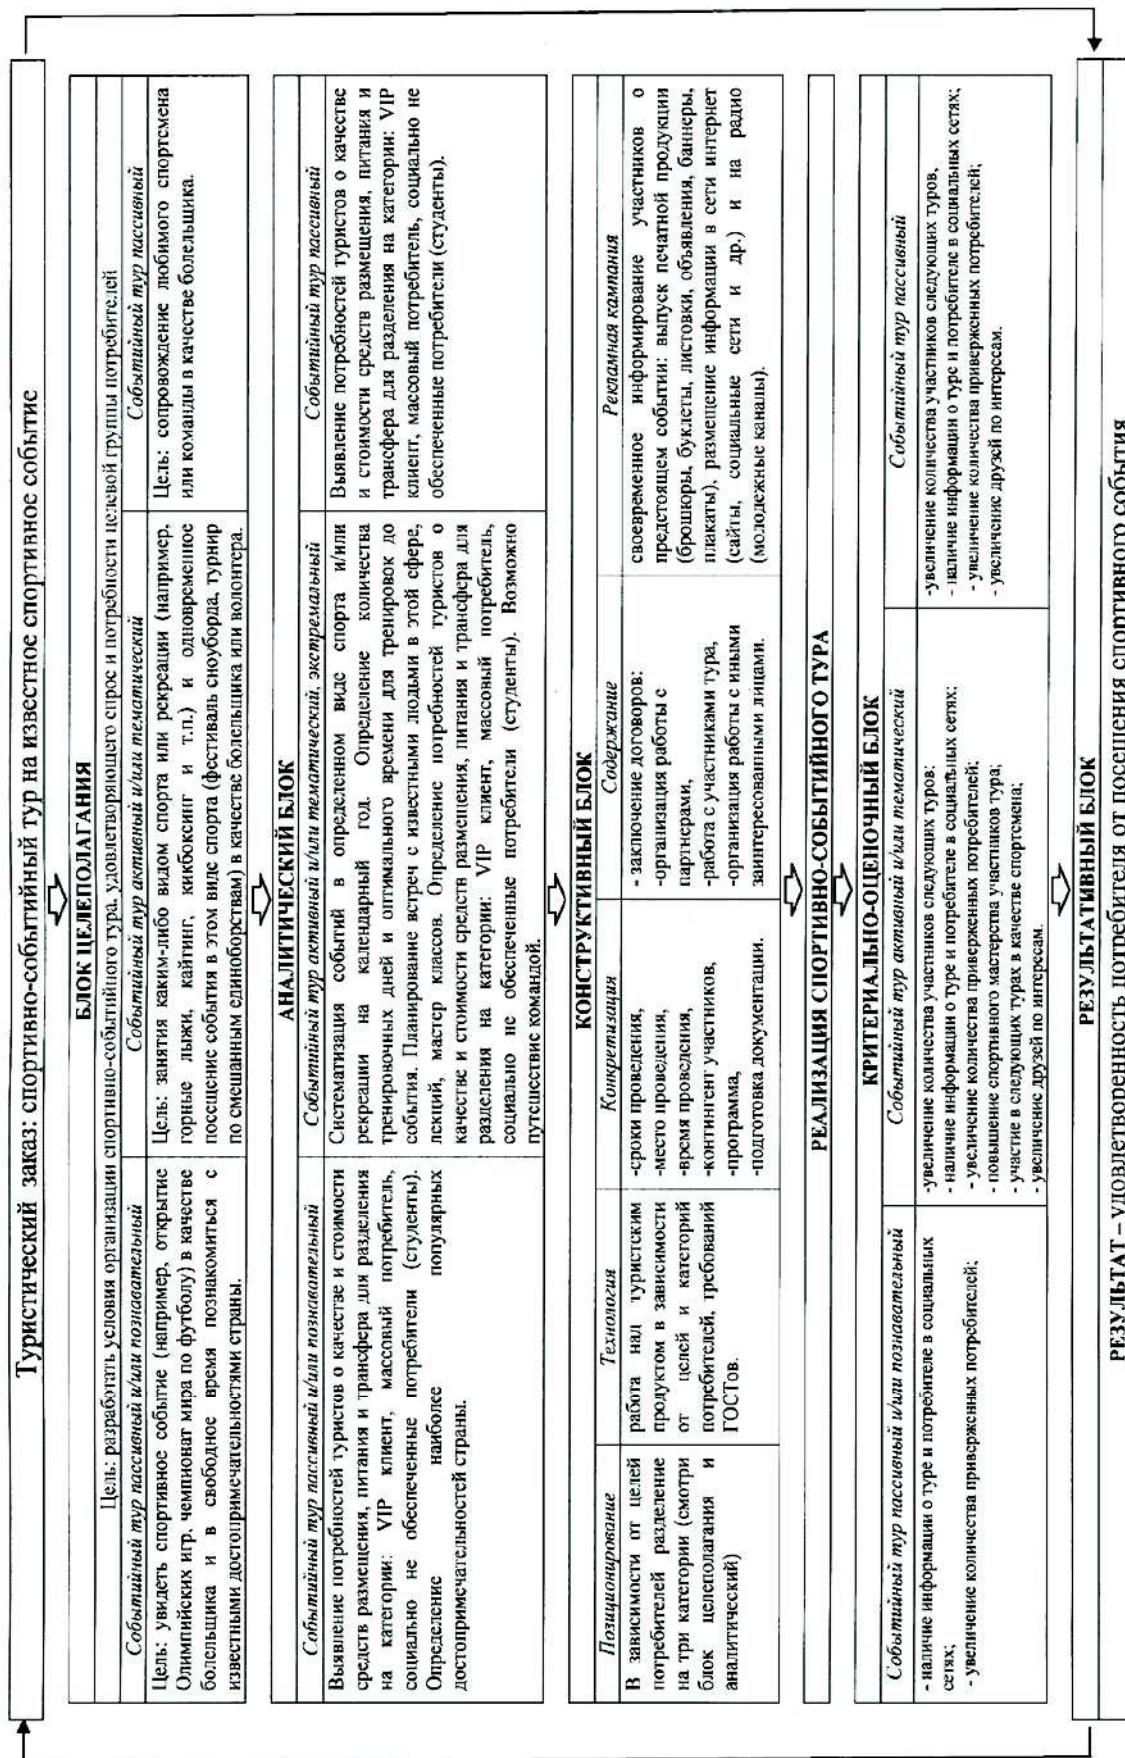 Туристический заказ: спортивно-событийный тур на известное спортивное событие
БЛОК ЦЕЛЕПОЛАГАНИЯ
Цель: разработать условия организации спортивно-событийного тура, удовлетворяющего спрос и потребности целевой группы потребителей
Событийный тур пассивный и/или познавательный
Цель: увидеть спортивное событие (например, открытие
Олимпийских игр, чемпионат мира по футболу) в качестве
болельщика и в свободное время познакомиться с
известными достопримечательностями страны.
Событийный тур активный и/или тематический
Цель: занятия каким-либо видом спорта или рекреации (например,
горные лыжи, кайтинг, кикбоксинг и т.п.) и одновременное
посещение события в этом виде спорта (фестиваль сноуборда, турнир
по смешанным единоборствам) в качестве болельщика или волонтера.
Событийный тур пассивный
Цель: сопровождение любимого спортсмена
или команды в качестве болельщика.
АНАЛИТИЧЕСКИЙ БЛОК
Событийный тур пассивный и/или познавательный
Выявление потребностей туристов о качестве и стоимости
средств размещения, питания и трансфера для разделения
на категории: VIP клиент, массовый потребитель,
социально не обеспеченные потребители (студенты).
Определение наиболее популярных
достопримечательностей страны.
Событийный тур активный и/или тематический, экстремальный
Систематизация событий в определенном виде спорта и/или
рекреации на календарный год. Определение количества
тренировочных дней и оптимального времени для тренировок до
события. Планирование встреч с известными людьми в этой сфере,
лекций, мастер классов. Определение потребностей туристов о
качестве и стоимости средств размещения, питания и трансфера для
разделения на категории: VIP клиент, массовый потребитель,
социально не обеспеченные потребители (студенты). Возможно
путешествие командой.
Событийный тур пассивный
Выявление потребностей туристов о качестве
и стоимости средств размещения, питания и
трансфера для разделения на категории: VIP
клиент, массовый потребитель, социально не
обеспеченные потребители (студенты).
КОНСТРУКТИВНЫЙ БЛОК
Позиционирование
В зависимости от целей
потребителей разделение
на три категории (смотри
блок целеполагания и
аналитический)
Технология
работа над туристским
продуктом в зависимости
от целей и категорий
потребителей, требований
ГОСТов.
Конкретизация
-сроки проведения,
-место проведения,
-время проведения,
-контингент участников,
-программа,
-подготовка документации.
Содержание
- заключение договоров:
-организация работы с
партнерами,
-работа с участниками тура,
-организация работы с иными
заинтересованными лицами.
Рекламная кампания
своевременное информирование участников о
предстоящем событии: выпуск печатной продукции
(брошюры, буклеты, листовки, объявления, баннеры,
плакаты), размещение информации в сети интернет
(сайты, социальные сети и др.) и на радио
(молодежные каналы).
РЕАЛИЗАЦИЯ СПОРТИВНО-СОБЫТИЙНОГО ТУРА
КРИТЕРИАЛЬНО-ОЦЕНОЧНЫЙ БЛОК
Событийный тур пассивный и/или познавательный
- наличие информации о туре и потребителе в социальных
сетях;
- увеличение количества приверженных потребителей;
Событийный тур активный и/или тематический
-увеличение количества участников следующих туров:
- наличие информации о туре и потребителе в социальных сетях;
- увеличение количества приверженных потребителей;
- повышение спортивного мастерства участников тура;
- участие в следующих турах в качестве спортсмена;
- увеличение друзей по интересам.
Событийный тур пассивный
-увеличение количества участников следующих туров,
- наличие информации о туре и потребителе в социальных сетях;
- увеличение количества приверженных потребителей;
- увеличение друзей по интересам.
РЕЗУЛЬТАТИВНЫЙ БЛОК
РЕЗУЛЬТАТ – удовлетворенность потребителя от посещения спортивного события